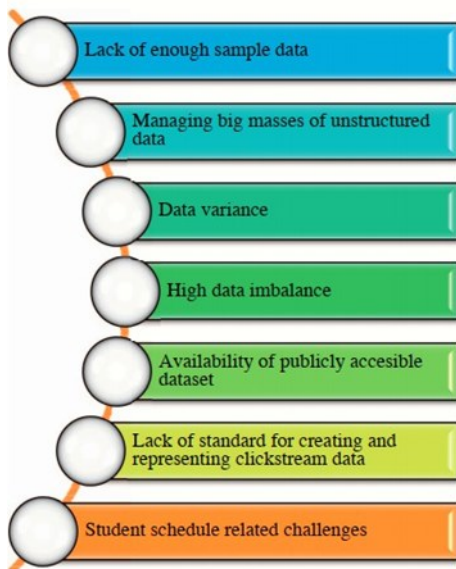 Lack of enough sample data
Managing big masses of unstructured
data
Data variance
High data imbalance
Availability of publicly accesible
dataset
Lack of standard for creating and
representing clickstream data
Student schedule related challenges